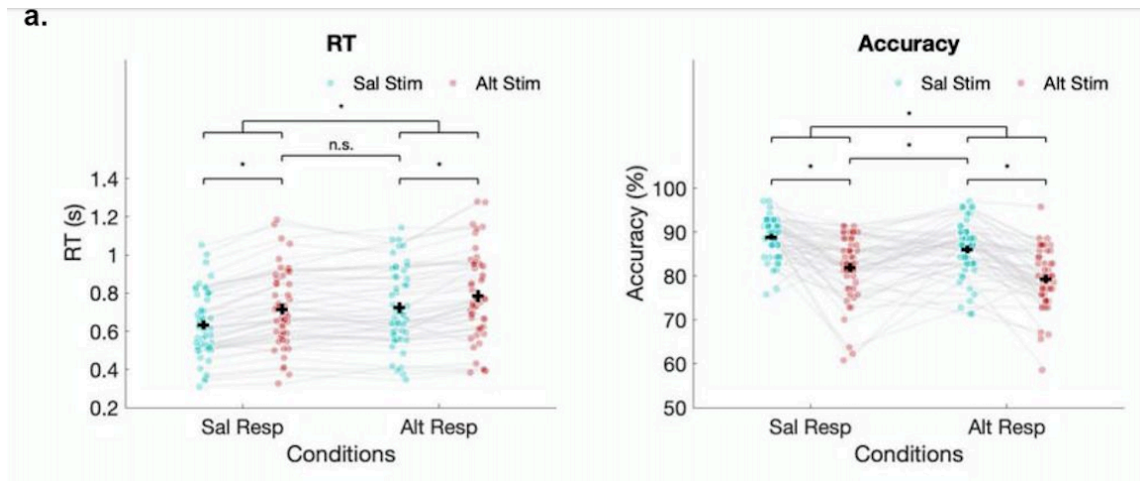 a.
RT
Sal Stim Alt Stim
*
n.s.
* *
RT (s)
1.4
1.2
1
0.8
0.6
0.4
0.2
Sal Resp Alt Resp
Conditions
Accuracy
Sal Stim Alt Stim
*
*
* *
Accuracy (%)
100
90
80
70
60
50
Sal Resp Alt Resp
Conditions